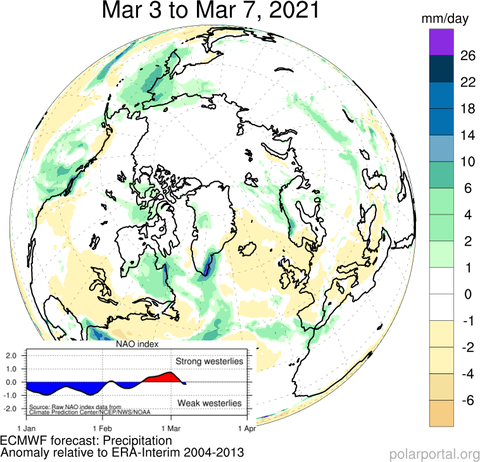 Mar 3 to Mar 7, 2021
mm/day
26
22
18
14
10
6
4
2
1
0
-1
-2
-4
-6
NAO index
2.0
1.0
0.0
-1.0
-2.0
Strong westerlies
Weak westerlies
Source: Raw NAO index data from
Climate Prediction Center/NCEP/NWS/NOAA
1 Jan 1 Feb 1 Mar 1 Apr
ECMWF forecast: Precipitation
Anomaly relative to ERA-Interim 2004-2013
polarportal.org